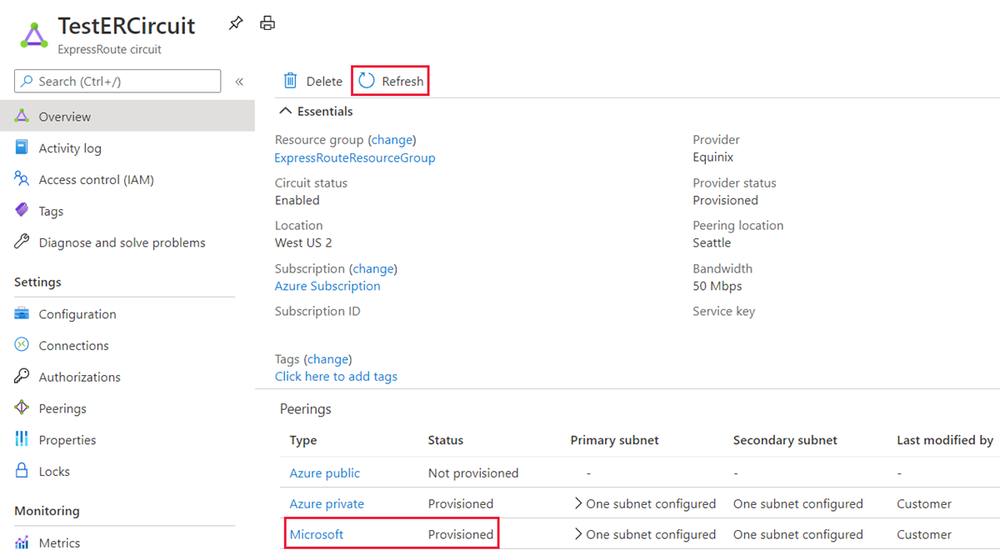 TestERCircuit
ExpressRoute circuit
Search (Ctrl+/)
«
Overview
Activity log
Access control (IAM)
Tags
Diagnose and solve problems
Settings
Configuration
Connections
Authorizations
Peerings
Properties
Locks
Monitoring
Metrics
Delete Refresh
Essentials
Resource group (change)
ExpressRouteResourceGroup
Circuit status
Enabled
Location
West US 2
Subscription (change)
Azure Subscription
Subscription ID
Provider
Equinix
Provider status
Provisioned
Peering location
Seattle
Bandwidth
50 Mbps
Service key
Tags (change)
Click here to add tags
Peerings
Type Status Primary subnet Secondary subnet Last modified by
Azure public Not provisioned - - -
Azure private Provisioned One subnet configured One subnet configured Customer
Microsoft Provisioned One subnet configured One subnet configured Customer